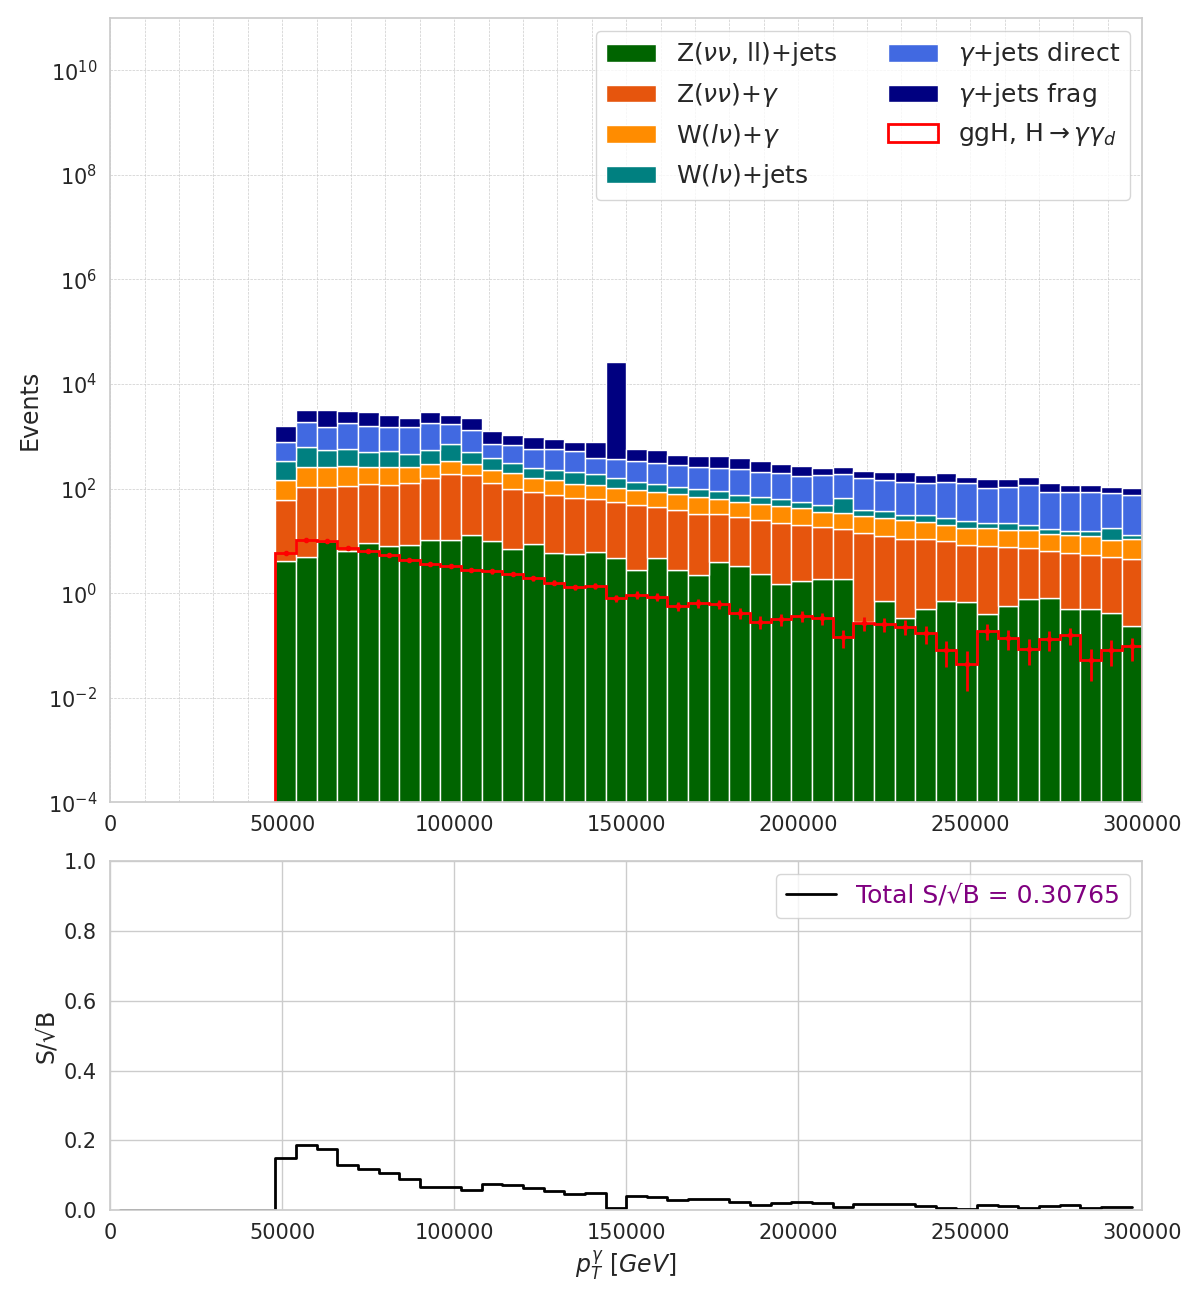 Z(νν, ll)+jets
Z(νν)+γ
W(lν)+γ
W(lν)+jets
γ+jets direct
γ+jets frag
ggH, H→γγ_d
Events
10^10
10^8
10^6
10^4
10^2
10^0
10^−2
10^−4
0 50000 100000 150000 200000 250000 300000
Total S/√B = 0.30765
S/√B
1.0
0.8
0.6
0.4
0.2
0.0
0 50000 100000 150000 200000 250000 300000
p_T^γ [GeV]